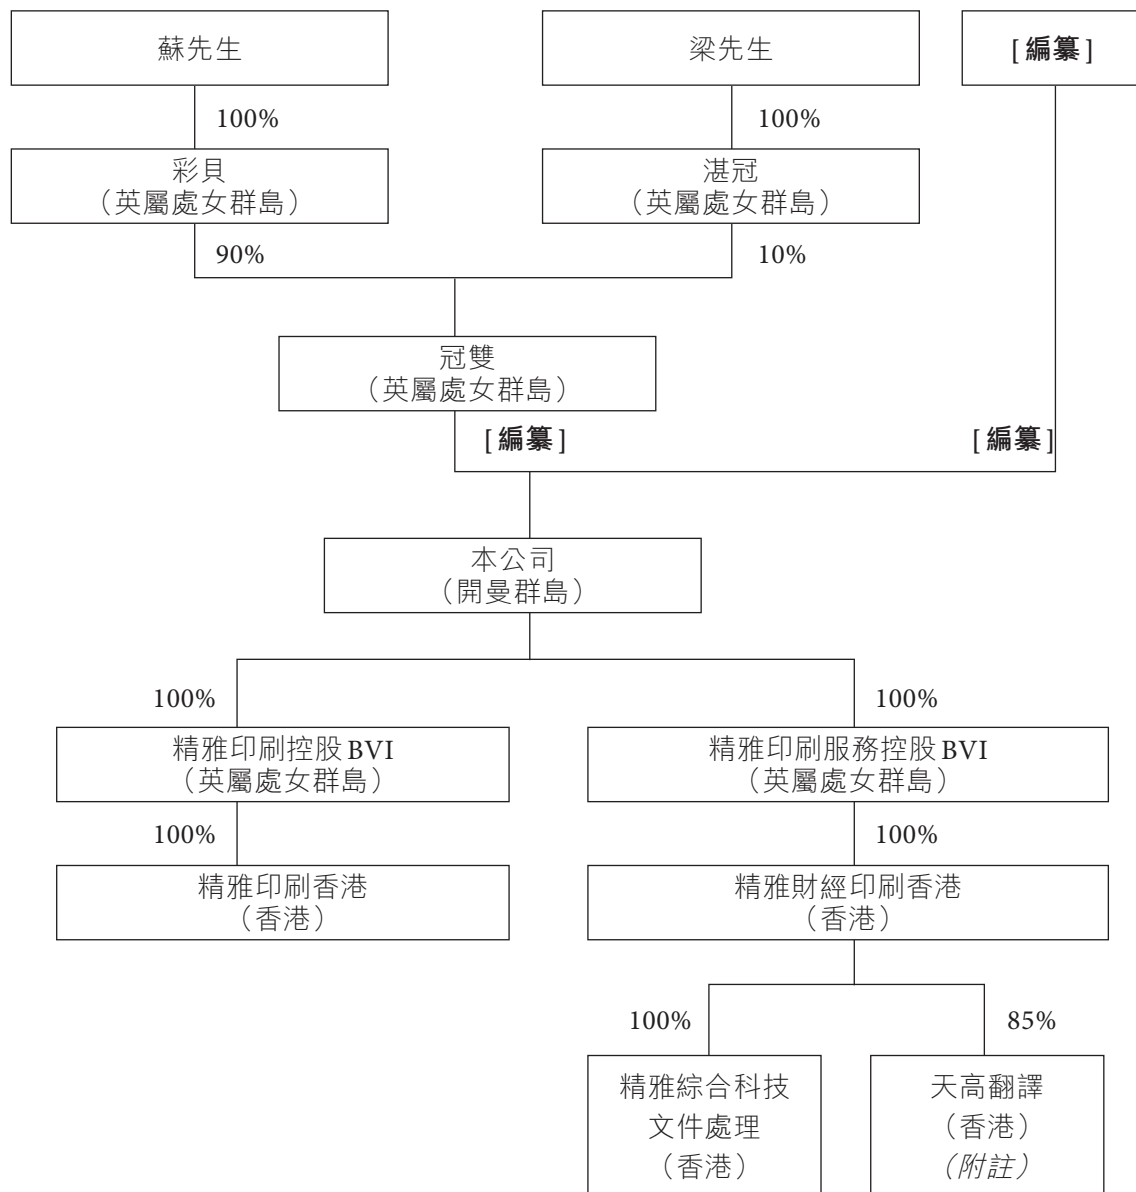 蘇先生
梁先生
[編纂]
100%
100%
彩貝
（英屬處女群島）
湛冠
（英屬處女群島）
90%
10%
冠雙
（英屬處女群島）
[編纂]
[編纂]
本公司
（開曼群島）
100%
100%
精雅印刷控股BVI
（英屬處女群島）
精雅印刷服務控股BVI
（英屬處女群島）
100%
100%
精雅印刷香港
（香港）
精雅財經印刷香港
（香港）
100%
85%
精雅綜合科技
文件處理
（香港）
天高翻譯
（香港）
（附註）